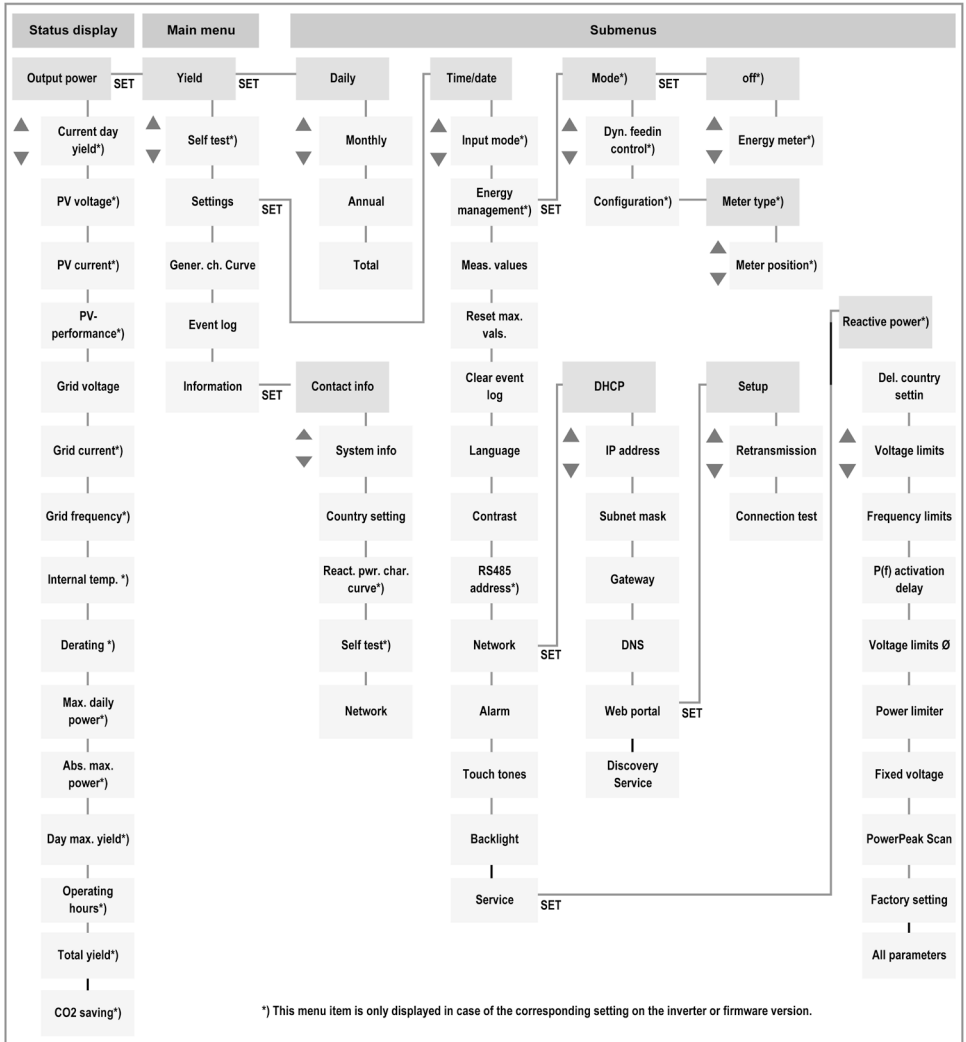 Status display
Main menu
Submenus
Output power
SET
Yield
SET
Daily
Time/date
Mode*)
SET
off*)
Current day
yield*)
Self test*)
Monthly
Input mode*)
Dyn. feedin
control*)
Energy meter*)
PV voltage*)
Settings
SET
Annual
Energy
management*)
SET
Configuration*)
Meter type*)
PV current*)
Gener. ch. Curve
Total
Meas. values
Meter position*)
PV-
performance*)
Event log
Reset max.
vals.
Reactive power*)
Grid voltage
Information
SET
Contact info
Clear event
log
DHCP
Setup
Del. country
settin
Grid current*)
System info
Language
IP address
Retransmission
Voltage limits
Grid frequency*)
Country setting
Contrast
Subnet mask
Connection test
Frequency limits
Internal temp. *)
React. pwr. char.
curve*)
RS485
address*)
Gateway
P(f) activation
delay
Derating *)
Self test*)
Network
SET
DNS
Voltage limits Ø
Max. daily
power*)
Network
Alarm
Web portal
SET
Power limiter
Abs. max.
power*)
Touch tones
Discovery
Service
Fixed voltage
Day max. yield*)
Backlight
PowerPeak Scan
Operating
hours*)
Service
SET
Factory setting
Total yield*)
All parameters
CO2 saving*)
*) This menu item is only displayed in case of the corresponding setting on the inverter or firmware version.